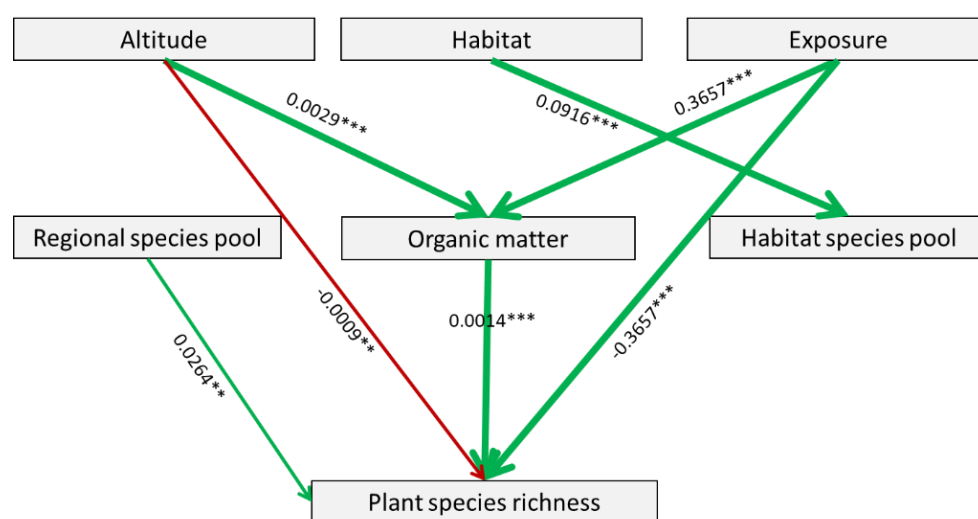 Altitude
Habitat
Exposure
0.0029***
0.0916***
0.3657***
Regional species pool
Organic matter
Habitat species pool
0.0264**
-0.0009**
0.0014***
-0.3657***
Plant species richness